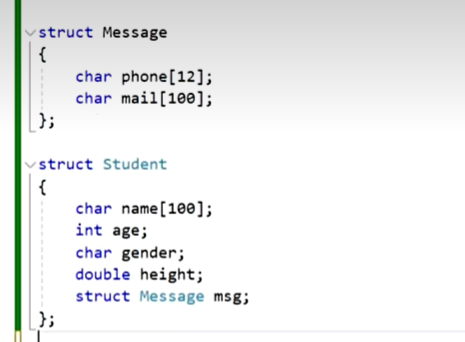 struct Message
{
char phone[12];
char mail[100];
};
struct Student
{
char name[100];
int age;
char gender;
double height;
struct Message msg;
};